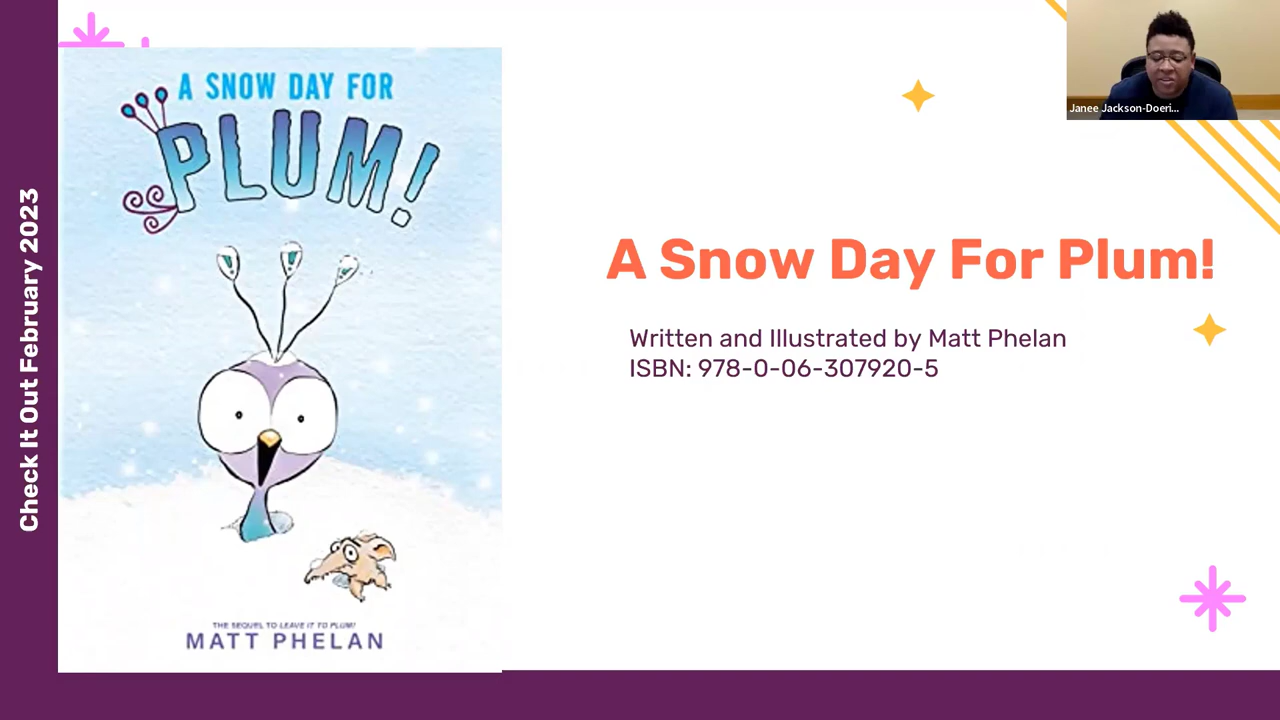 Check It Out February 2023
A SNOW DAY FOR
PLUM!
THE SEQUEL TO LEAVE IT TO PLUM!
MATT PHELAN
A Snow Day For Plum!
Written and Illustrated by Matt Phelan
ISBN: 978-0-06-307920-5
Janee Jackson-Doeri...